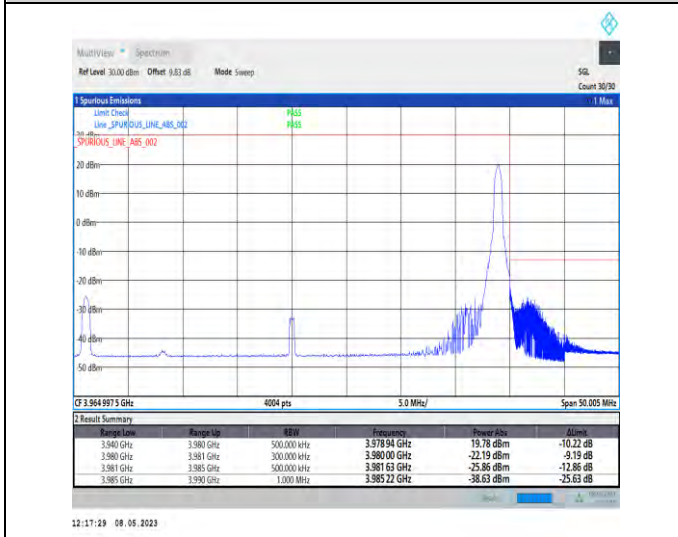 MultiView Spectrum
Ref Level 30.00 dBm Offset 9.83 dB Mode Sweep SGL
Count 30/30
1 Spurious Emissions 1 Max
Limit Check PASS
Line _SPURIOUS_LINE_ABS_002 PASS
_SPURIOUS_LINE_ABS_002
20 dBm
10 dBm
0 dBm
-10 dBm
-20 dBm
-30 dBm
-40 dBm
-50 dBm
CF 3.964 997 5 GHz 4004 pts 5.0 MHz/ Span 50.005 MHz
2 Result Summary
Range Low Range Up RBW Frequency Power Abs ΔLimit
3.940 GHz 3.980 GHz 500.000 kHz 3.978 94 GHz 19.78 dBm -10.22 dB
3.980 GHz 3.981 GHz 300.000 kHz 3.980 00 GHz -22.19 dBm -9.19 dB
3.981 GHz 3.985 GHz 500.000 kHz 3.981 63 GHz -25.86 dBm -12.86 dB
3.985 GHz 3.990 GHz 1.000 MHz 3.985 22 GHz -38.63 dBm -25.63 dB
12:17:29 08.05.2023